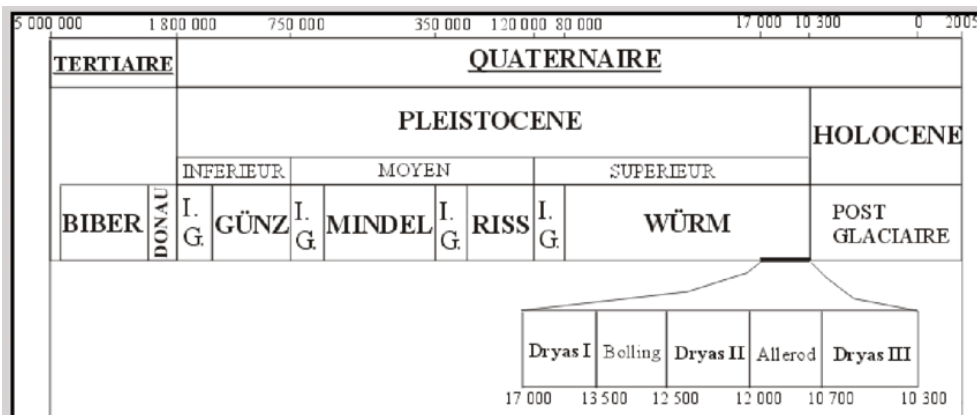 5 000 000 1 800 000 750 000 350 000 120 000 80 000 17 000 10 300 0 2005
TERTIAIRE QUATERNAIRE
PLEISTOCENE
HOLOCENE
INFERIEUR MOYEN SUPERIEUR
BIBER DONAU I. G. GÜNZ I. G. MINDEL I. G. RISS I. G. WÜRM POST GLACIAIRE
Dryas I Bolling Dryas II Allerod Dryas III
17 000 13 500 12 500 12 000 10 700 10 300